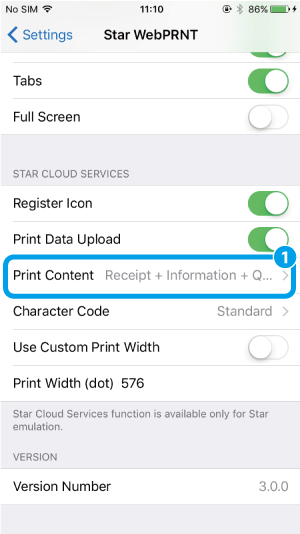 No SIM 11:10 86%
Settings Star WebPRNT
Tabs
Full Screen
STAR CLOUD SERVICES
Register Icon
Print Data Upload
1
Print Content Receipt + Information + Q...
Character Code Standard
Use Custom Print Width
Print Width (dot) 576
Star Cloud Services function is available only for Star
emulation.
VERSION
Version Number 3.0.0